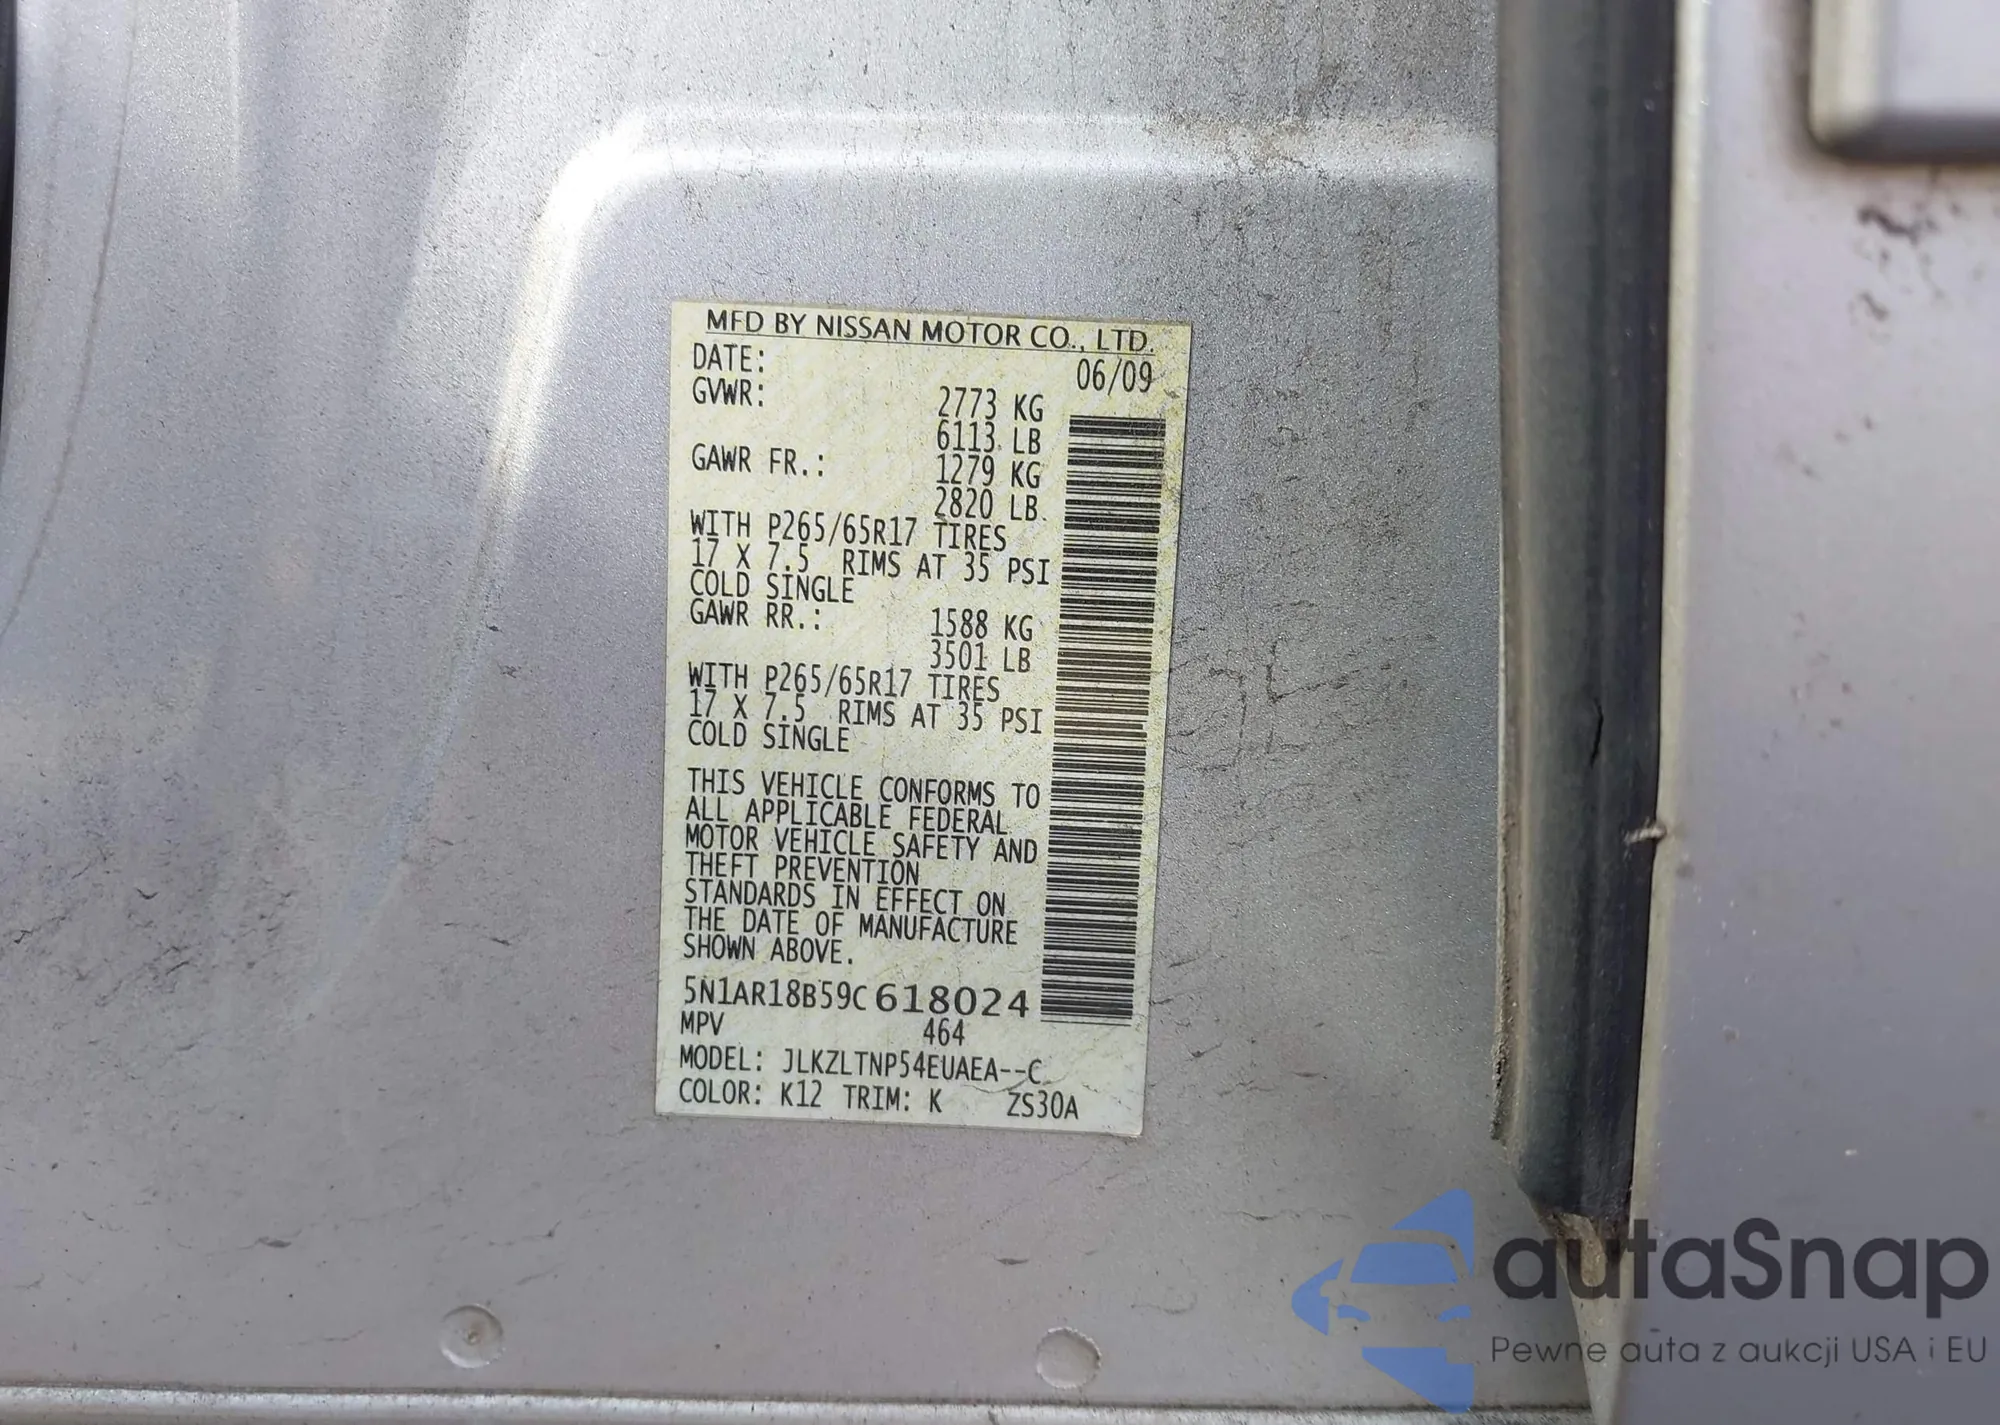 MFD BY NISSAN MOTOR CO., LTD.
DATE: 06/09
GVWR: 2773 KG
6113 LB
GAWR FR.: 1279 KG
2820 LB
WITH P265/65R17 TIRES
17 X 7.5 RIMS AT 35 PSI
COLD SINGLE
GAWR RR.: 1588 KG
3501 LB
WITH P265/65R17 TIRES
17 X 7.5 RIMS AT 35 PSI
COLD SINGLE
THIS VEHICLE CONFORMS TO
ALL APPLICABLE FEDERAL
MOTOR VEHICLE SAFETY AND
THEFT PREVENTION
STANDARDS IN EFFECT ON
THE DATE OF MANUFACTURE
SHOWN ABOVE.
5N1AR18B59C618024
MPV 464
MODEL: JLKZLTNP54EUAEA--C
COLOR: K12 TRIM: K ZS30A
autaSnap
Pewne auta z aukcji USA i EU